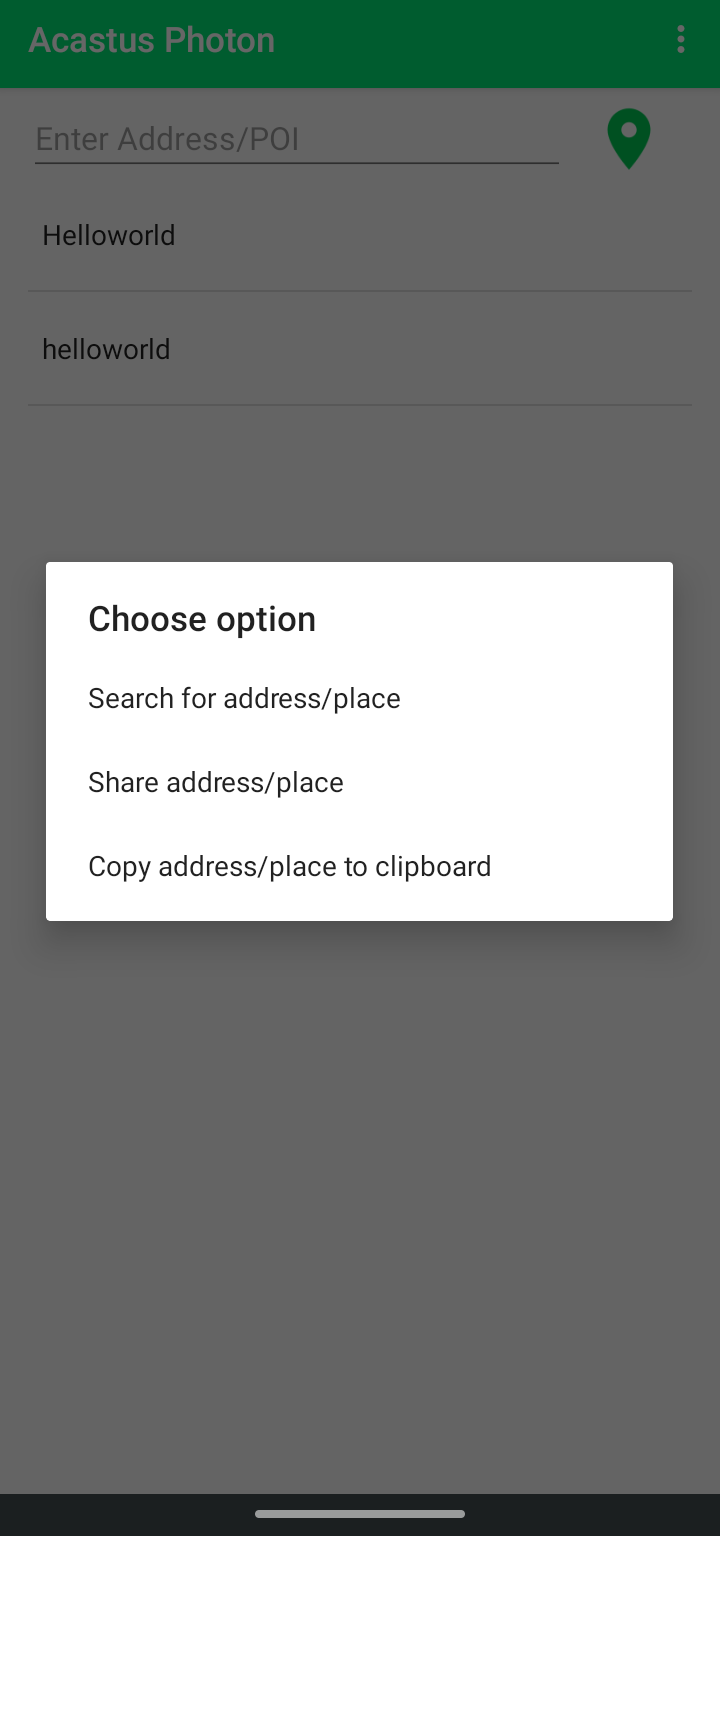 Acastus Photon
Enter Address/POI
Helloworld
helloworld
Choose option
Search for address/place
Share address/place
Copy address/place to clipboard